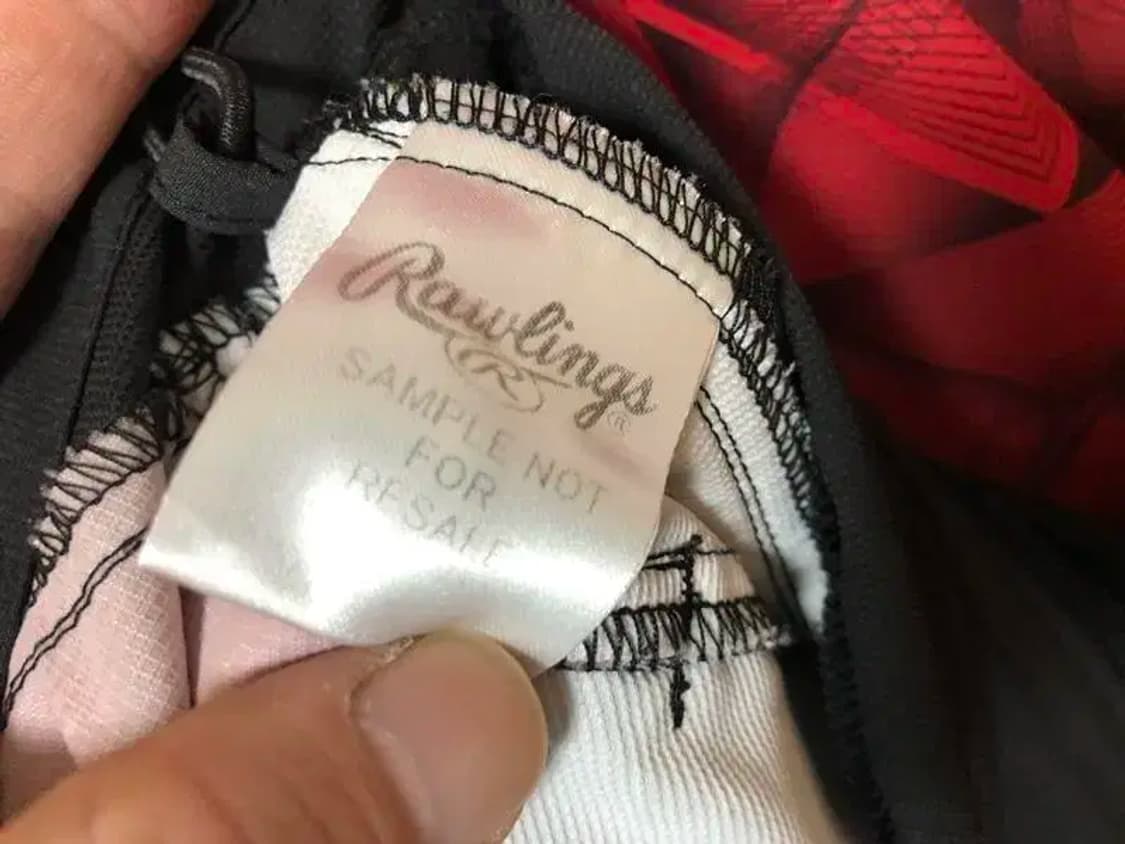 Rawlings®
R
SAMPLE NOT
FOR
RESALE